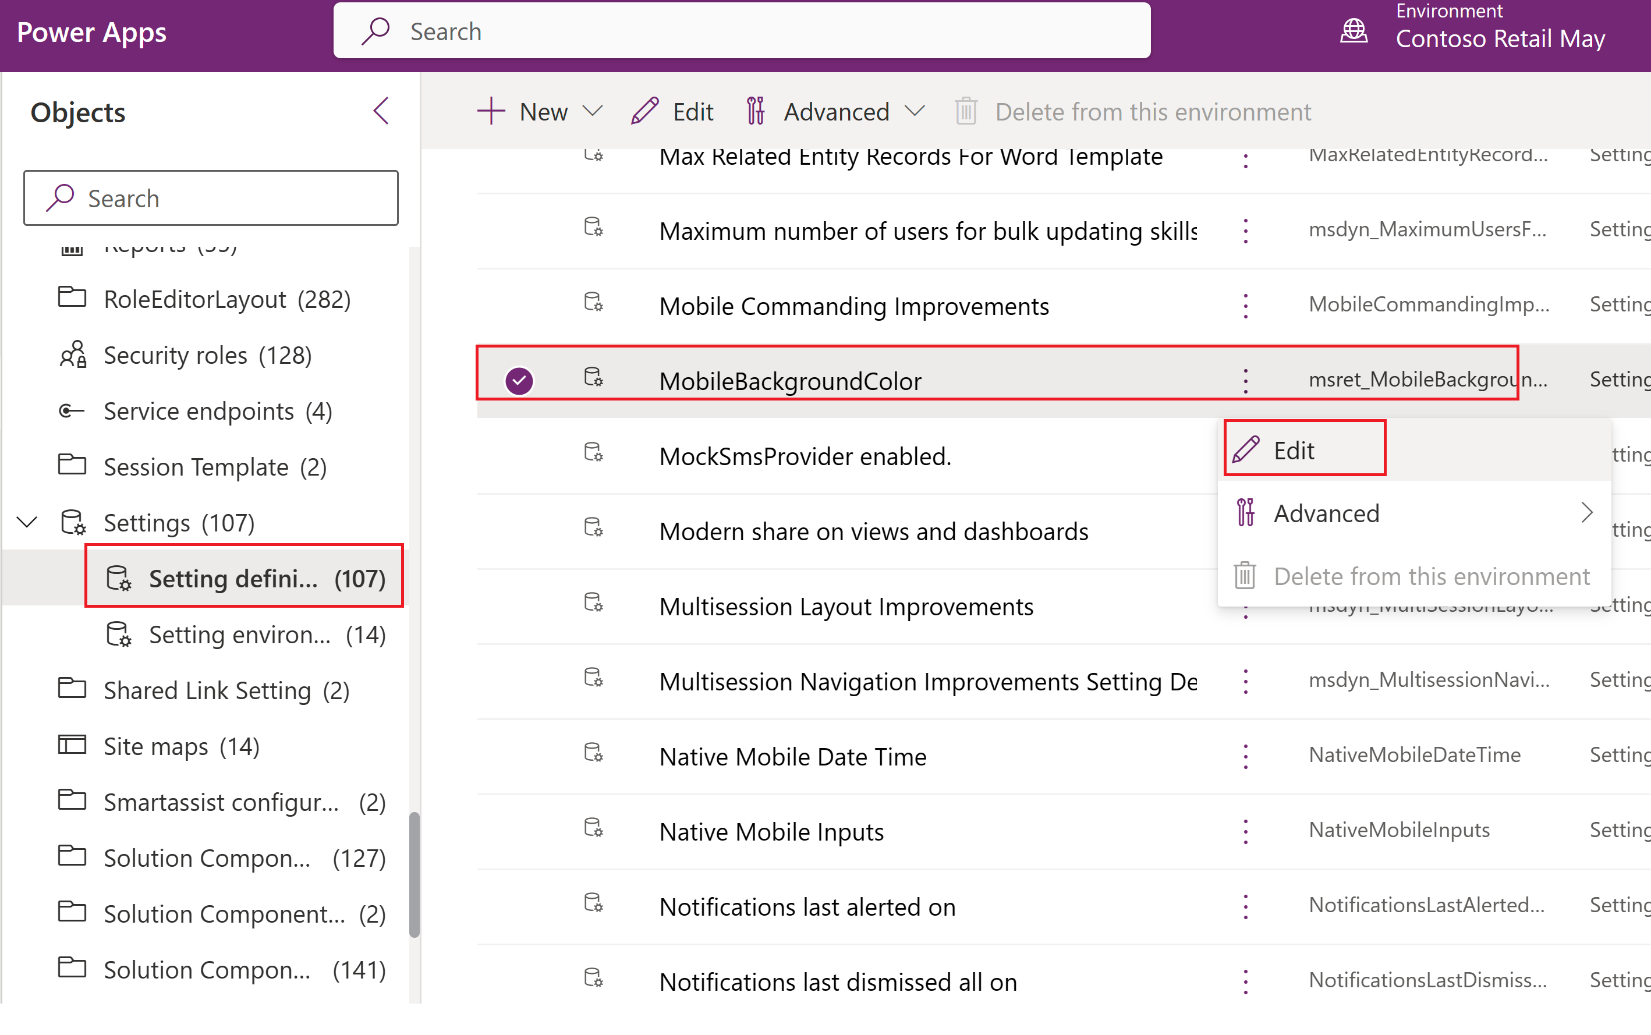 Power Apps
Search
Environment
Contoso Retail May
Objects
Search
Reports (35)
RoleEditorLayout (282)
Security roles (128)
Service endpoints (4)
Session Template (2)
Settings (107)
Setting defini... (107)
Setting environ... (14)
Shared Link Setting (2)
Site maps (14)
Smartassist configur... (2)
Solution Compon... (127)
Solution Component... (2)
Solution Compon... (141)
New Edit Advanced Delete from this environment
Max Related Entity Records For Word Template MaxRelatedEntityRecord... Setting
Maximum number of users for bulk updating skills msdyn_MaximumUsersF... Setting
Mobile Commanding Improvements MobileCommandingImp... Setting
MobileBackgroundColor msret_MobileBackgroun... Setting
MockSmsProvider enabled. tting
Modern share on views and dashboards tting
Multisession Layout Improvements msdyn_MultiSessionLayo... Setting
Multisession Navigation Improvements Setting De msdyn_MultisessionNavi... Setting
Native Mobile Date Time NativeMobileDateTime Setting
Native Mobile Inputs NativeMobileInputs Setting
Notifications last alerted on NotificationsLastAlerted... Setting
Notifications last dismissed all on NotificationsLastDismiss... Setting
Edit
Advanced
Delete from this environment